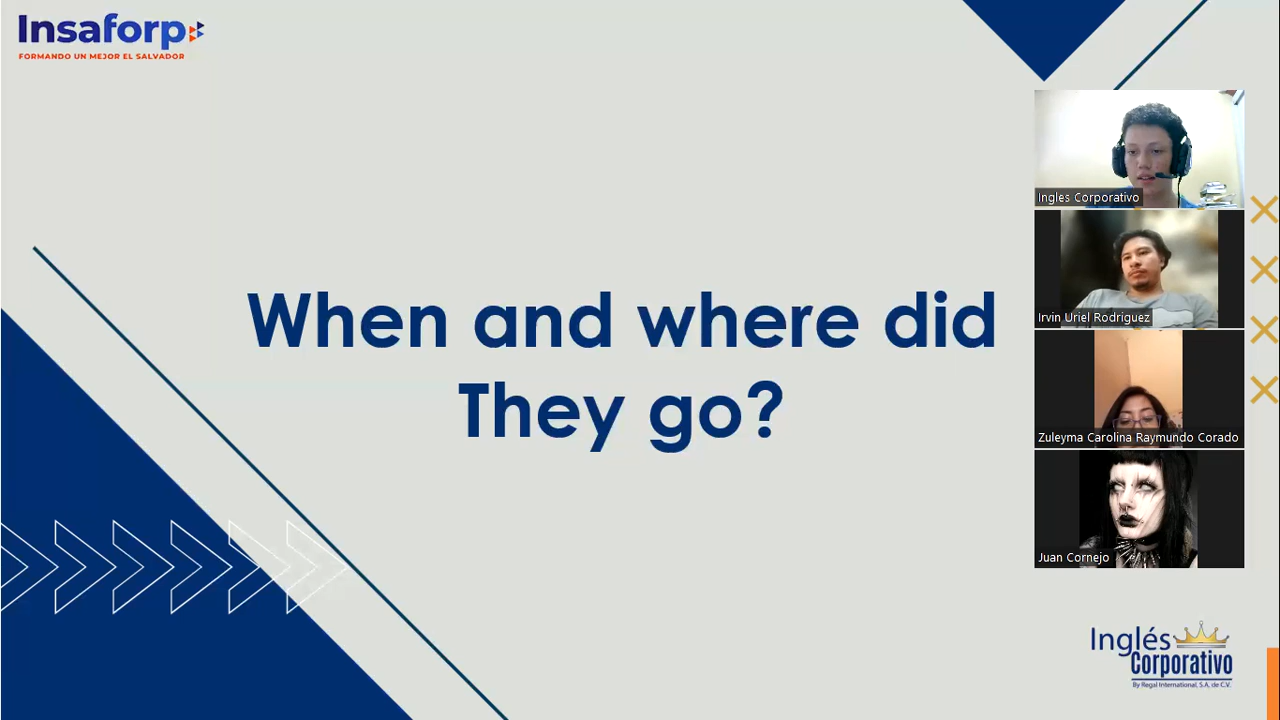 Insaforp
FORMANDO UN MEJOR EL SALVADOR
Ingles Corporativo
Irvin Uriel Rodriguez
When and where did
They go?
Zuleyma Carolina Raymundo Corado
Juan Cornejo
Inglés
Corporativo
By Regal International, S.A. de C.V.